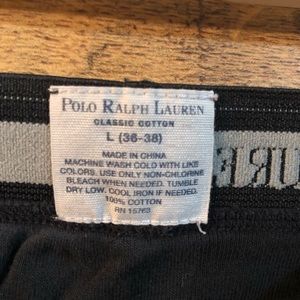 POLO RALPH LAUREN
CLASSIC COTTON
L (36-38)
MADE IN CHINA
MACHINE WASH COLD WITH LIKE
COLORS. USE ONLY NON-CHLORINE
BLEACH WHEN NEEDED. TUMBLE
DRY LOW. COOL IRON IF NEEDED.
100% COTTON
RN 15763